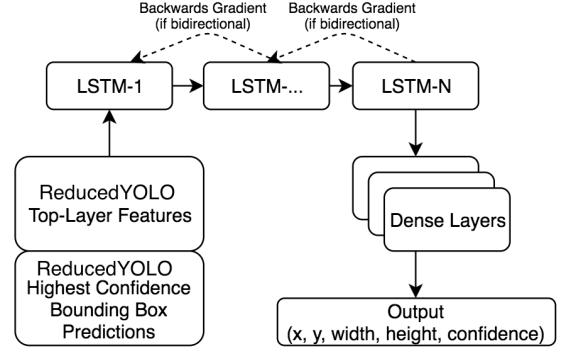 Backwards Gradient
(if bidirectional)
Backwards Gradient
(if bidirectional)
LSTM-1
LSTM-...
LSTM-N
ReducedYOLO
Top-Layer Features
ReducedYOLO
Highest Confidence
Bounding Box
Predictions
Dense Layers
Output
(x, y, width, height, confidence)